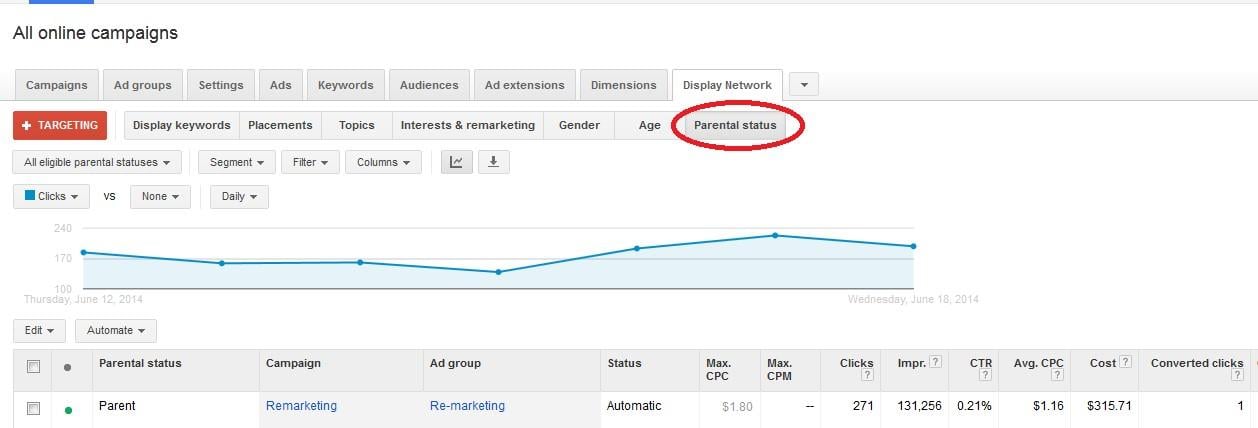 All online campaigns
Campaigns Ad groups Settings Ads Keywords Audiences Ad extensions Dimensions Display Network
+ TARGETING Display keywords Placements Topics Interests & remarketing Gender Age Parental status
All eligible parental statuses Segment Filter Columns
Clicks vs None Daily
240
170
100
Thursday, June 12, 2014 Wednesday, June 18, 2014
Edit Automate
Parental status Campaign Ad group Status Max. CPC Max. CPM Clicks ? Impr. ? CTR ? Avg. CPC ? Cost ? Converted clicks ?
Parent Remarketing Re-marketing Automatic $1.80 -- 271 131,256 0.21% $1.16 $315.71 1